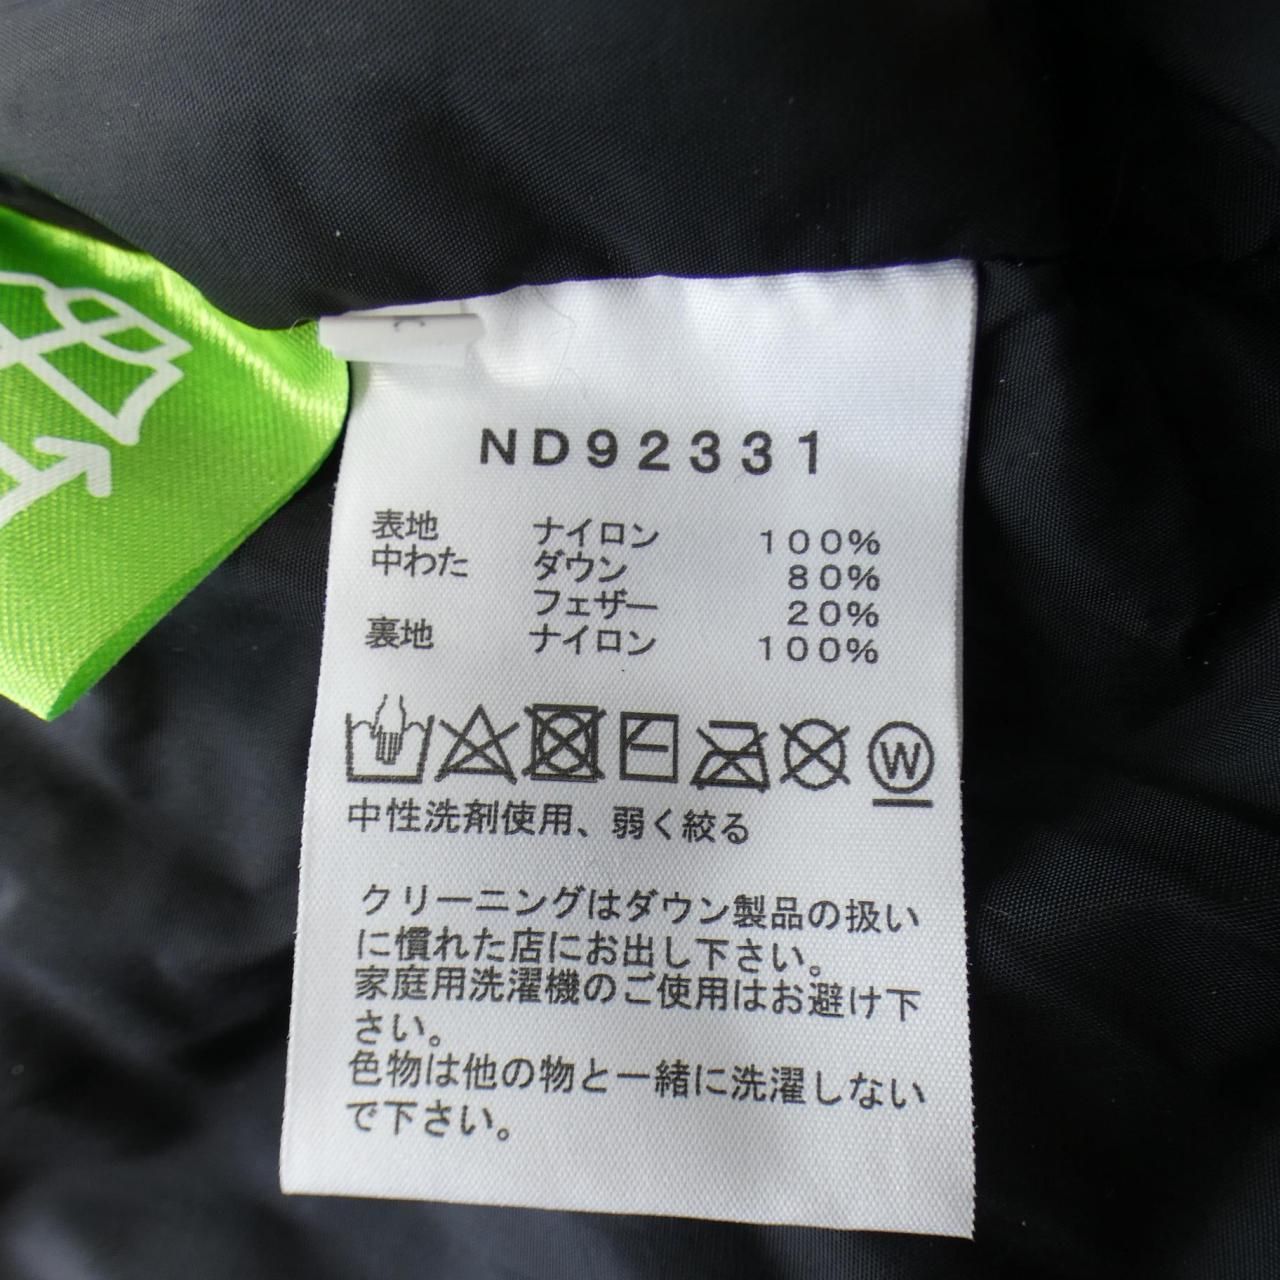 ND92331
表地 ナイロン 100%
中わた ダウン 80%
フェザー 20%
裏地 ナイロン 100%
W
中性洗剤使用、弱く絞る
クリーニングはダウン製品の扱い
に慣れた店にお出し下さい。
家庭用洗濯機のご使用はお避け下
さい。
色物は他の物と一緒に洗濯しない
で下さい。